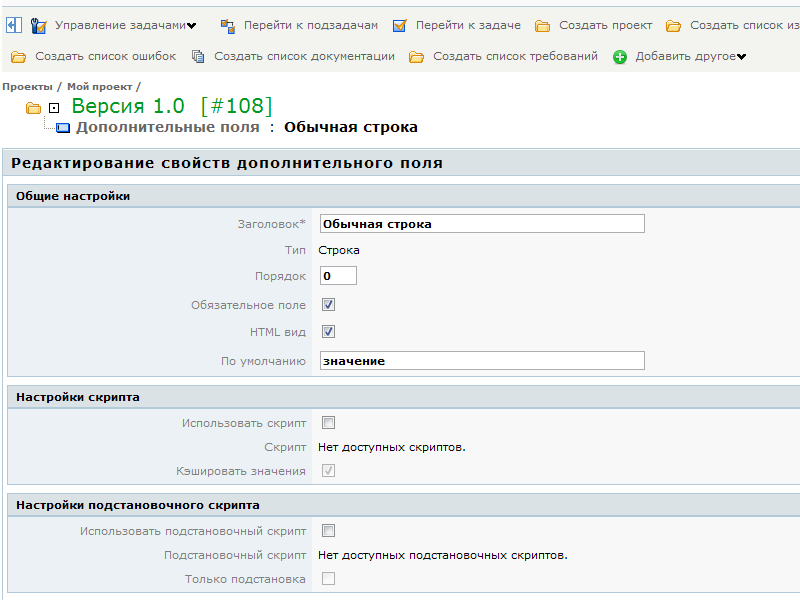 Управление задачами Перейти к подзадачам Перейти к задаче Создать проект Создать список из
Создать список ошибок Создать список документации Создать список требований Добавить другое
Проекты / Мой проект /
Версия 1.0 [#108]
Дополнительные поля : Обычная строка
Редактирование свойств дополнительного поля
Общие настройки
Заголовок* Обычная строка
Тип Строка
Порядок 0
Обязательное поле
HTML вид
По умолчанию значение
Настройки скрипта
Использовать скрипт
Скрипт Нет доступных скриптов.
Кэшировать значения
Настройки подстановочного скрипта
Использовать подстановочный скрипт
Подстановочный скрипт Нет доступных подстановочных скриптов.
Только подстановка